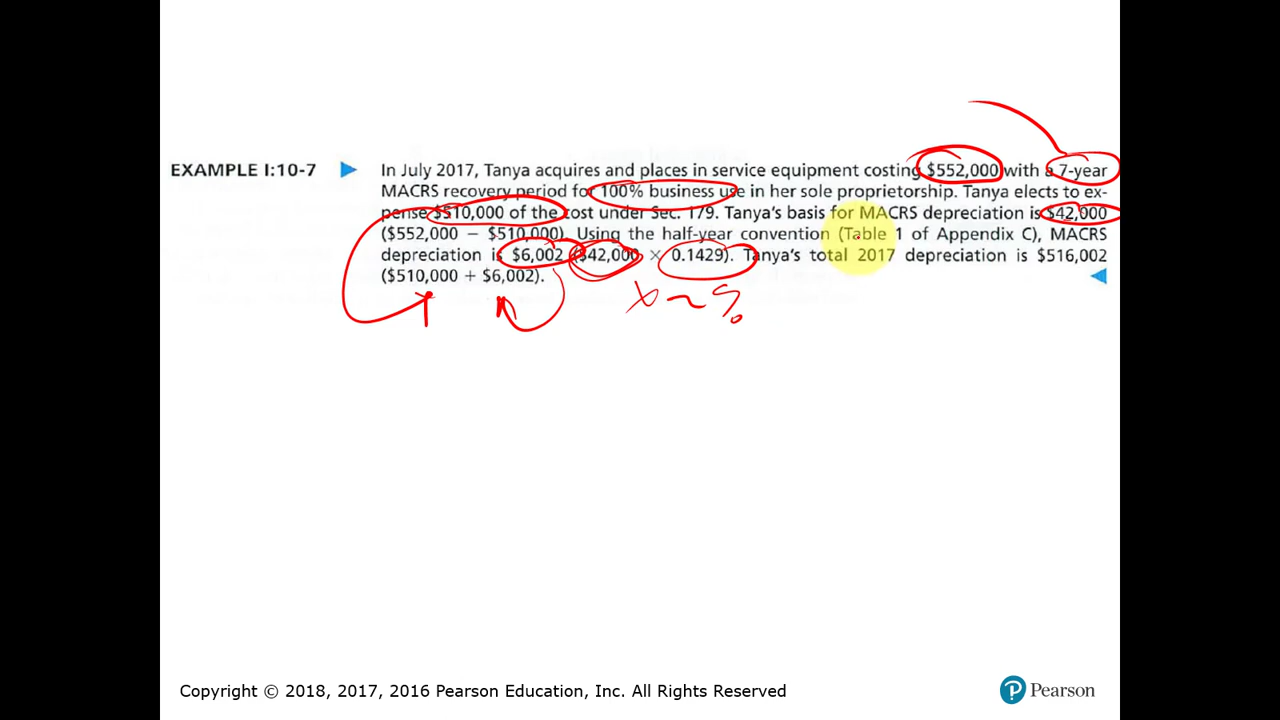 EXAMPLE I:10-7 ▶ In July 2017, Tanya acquires and places in service equipment costing $552,000 with a 7-year
MACRS recovery period for 100% business use in her sole proprietorship. Tanya elects to ex-
pense $510,000 of the cost under Sec. 179. Tanya's basis for MACRS depreciation is $42,000
($552,000 − $510,000). Using the half-year convention (Table 1 of Appendix C), MACRS
depreciation is $6,002 ($42,000 × 0.1429). Tanya's total 2017 depreciation is $516,002
($510,000 + $6,002). ◀
Copyright © 2018, 2017, 2016 Pearson Education, Inc. All Rights Reserved
P Pearson